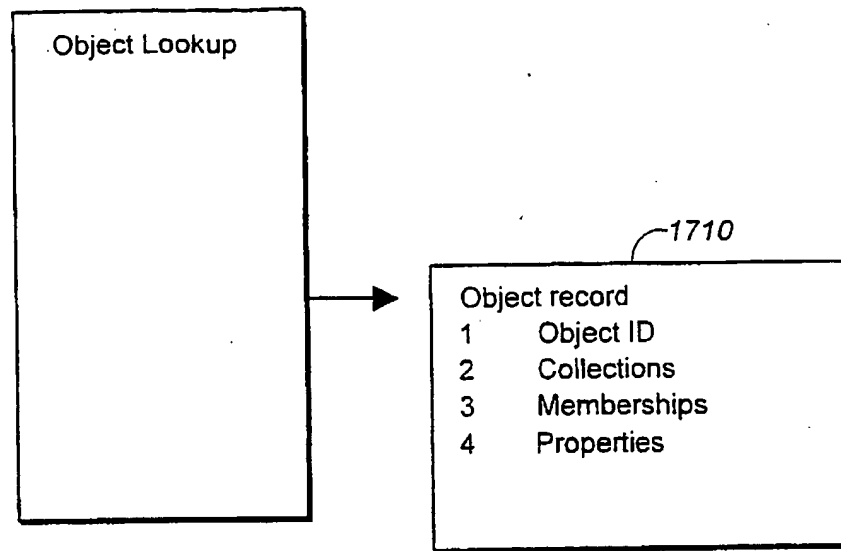 Object Lookup
1710
Object record
1 Object ID
2 Collections
3 Memberships
4 Properties